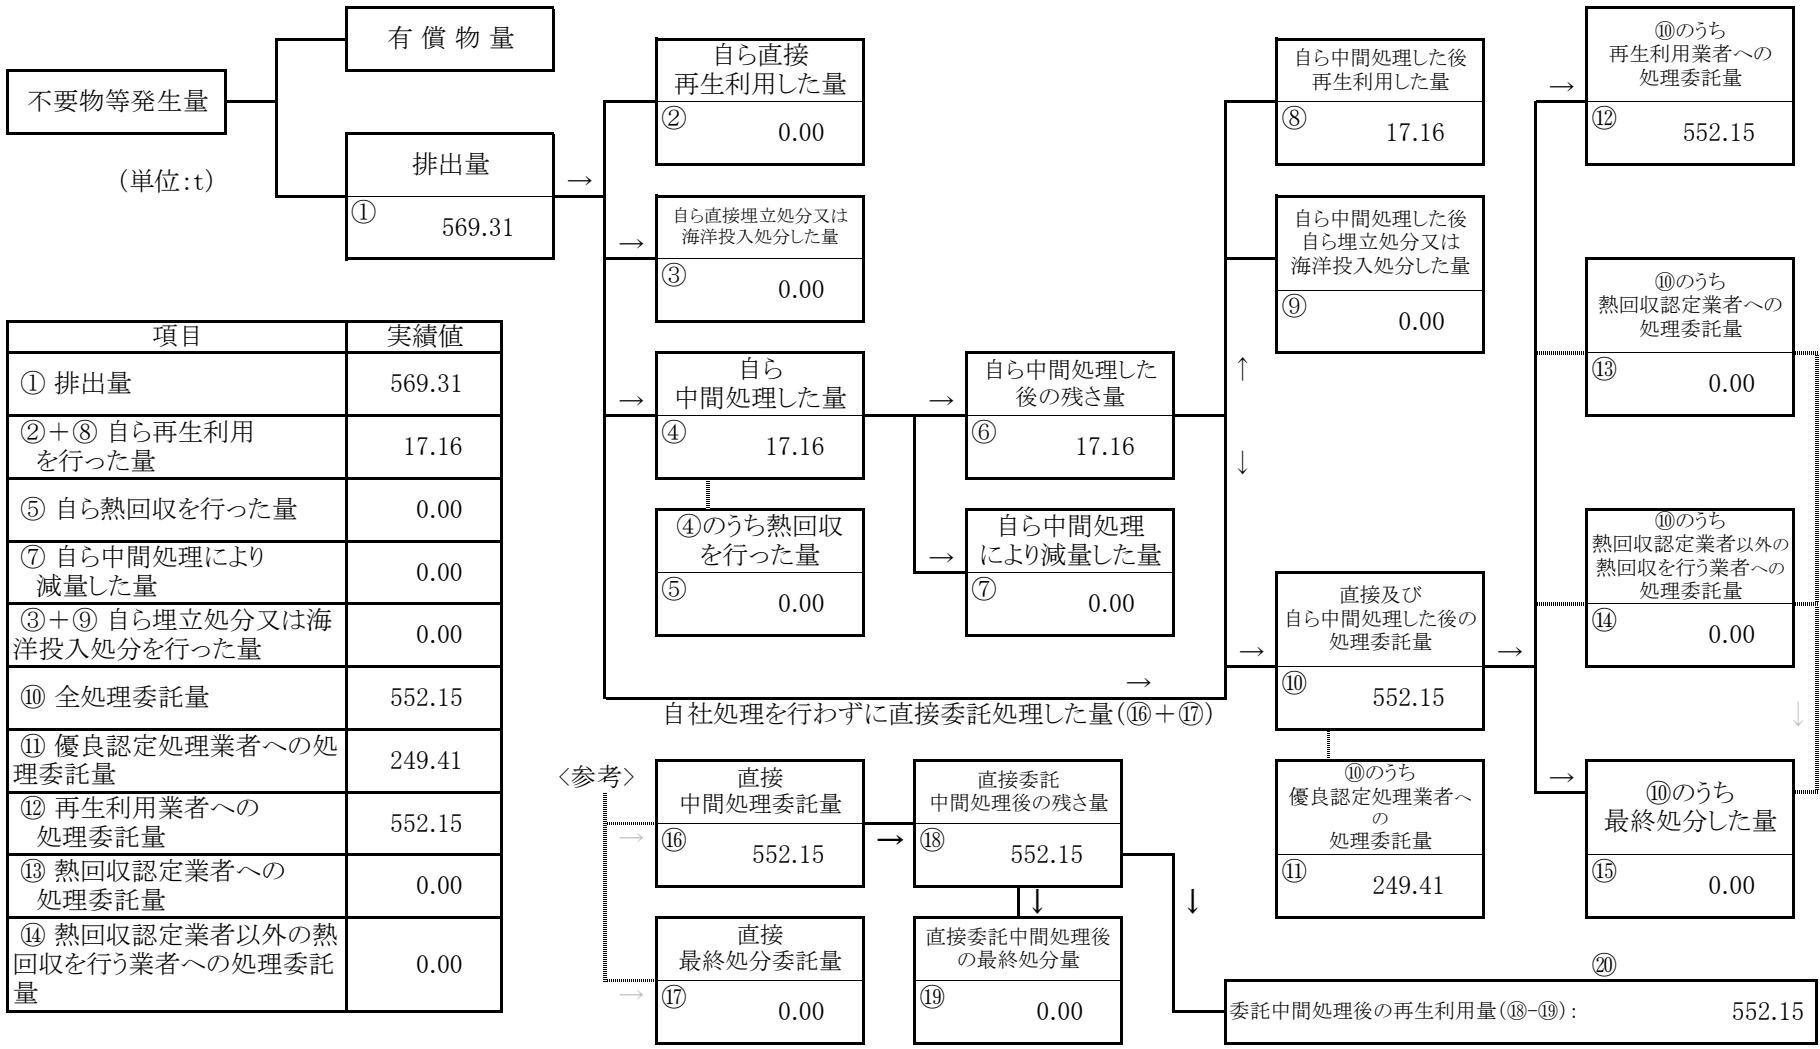 有 償 物 量
不要物等発生量
（単位：t）
排出量
①
569.31
→
自ら直接
再生利用した量
②
0.00
→
自ら直接埋立処分又は
海洋投入処分した量
③
0.00
→
自ら
中間処理した量
④
17.16
④のうち熱回収
を行った量
⑤
0.00
→
自ら中間処理した
後の残さ量
⑥
17.16
→
自ら中間処理
により減量した量
⑦
0.00
自ら中間処理した後
再生利用した量
⑧
17.16
自ら中間処理した後
自ら埋立処分又は
海洋投入処分した量
⑨
0.00
↑
↓
→
自社処理を行わずに直接委託処理した量（⑯＋⑰）
→
直接及び
自ら中間処理した後の
処理委託量
⑩
552.15
⑩のうち
優良認定処理業者へ
の
処理委託量
⑪
249.41
→
→
⑩のうち
再生利用業者への
処理委託量
⑫
552.15
⑩のうち
熱回収認定業者への
処理委託量
⑬
0.00
⑩のうち
熱回収認定業者以外の
熱回収を行う業者への
処理委託量
⑭
0.00
↓
→
⑩のうち
最終処分した量
⑮
0.00
項目 実績値
① 排出量 569.31
②＋⑧ 自ら再生利用
を行った量 17.16
⑤ 自ら熱回収を行った量 0.00
⑦ 自ら中間処理により
減量した量 0.00
③＋⑨ 自ら埋立処分又は海
洋投入処分を行った量 0.00
⑩ 全処理委託量 552.15
⑪ 優良認定処理業者への処
理委託量 249.41
⑫ 再生利用業者への
処理委託量 552.15
⑬ 熱回収認定業者への
処理委託量 0.00
⑭ 熱回収認定業者以外の熱
回収を行う業者への処理委託
量 0.00
〈参考〉
→
直接
中間処理委託量
⑯
552.15
→
直接委託
中間処理後の残さ量
⑱
552.15
↓
↓
→
直接
最終処分委託量
⑰
0.00
直接委託中間処理後
の最終処分量
⑲
0.00
⑳
委託中間処理後の再生利用量（⑱-⑲）： 552.15